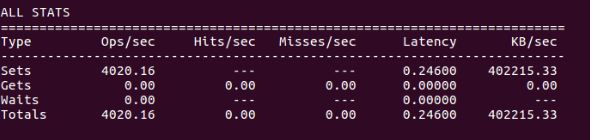 ALL STATS
========================================================================
Type Ops/sec Hits/sec Misses/sec Latency KB/sec
------------------------------------------------------------------------
Sets 4020.16 --- --- 0.24600 402215.33
Gets 0.00 0.00 0.00 0.00000 0.00
Waits 0.00 --- --- 0.00000 ---
Totals 4020.16 0.00 0.00 0.24600 402215.33